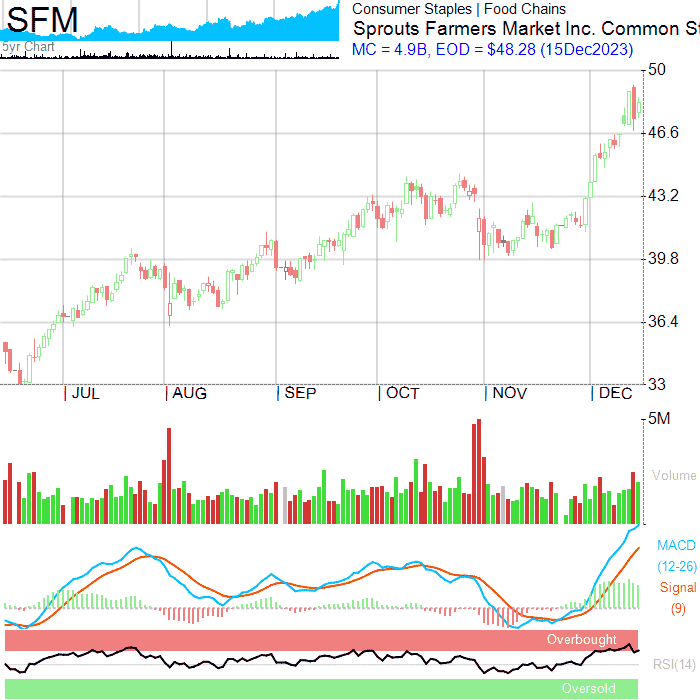 SFM
5yr Chart
Consumer Staples | Food Chains
Sprouts Farmers Market Inc. Common St
MC = 4.9B, EOD = $48.28 (15Dec2023)
50
46.6
43.2
39.8
36.4
33
JUL
AUG
SEP
OCT
NOV
DEC
5M
Volume
MACD
(12-26)
Signal
(9)
Overbought
RSI(14)
Oversold